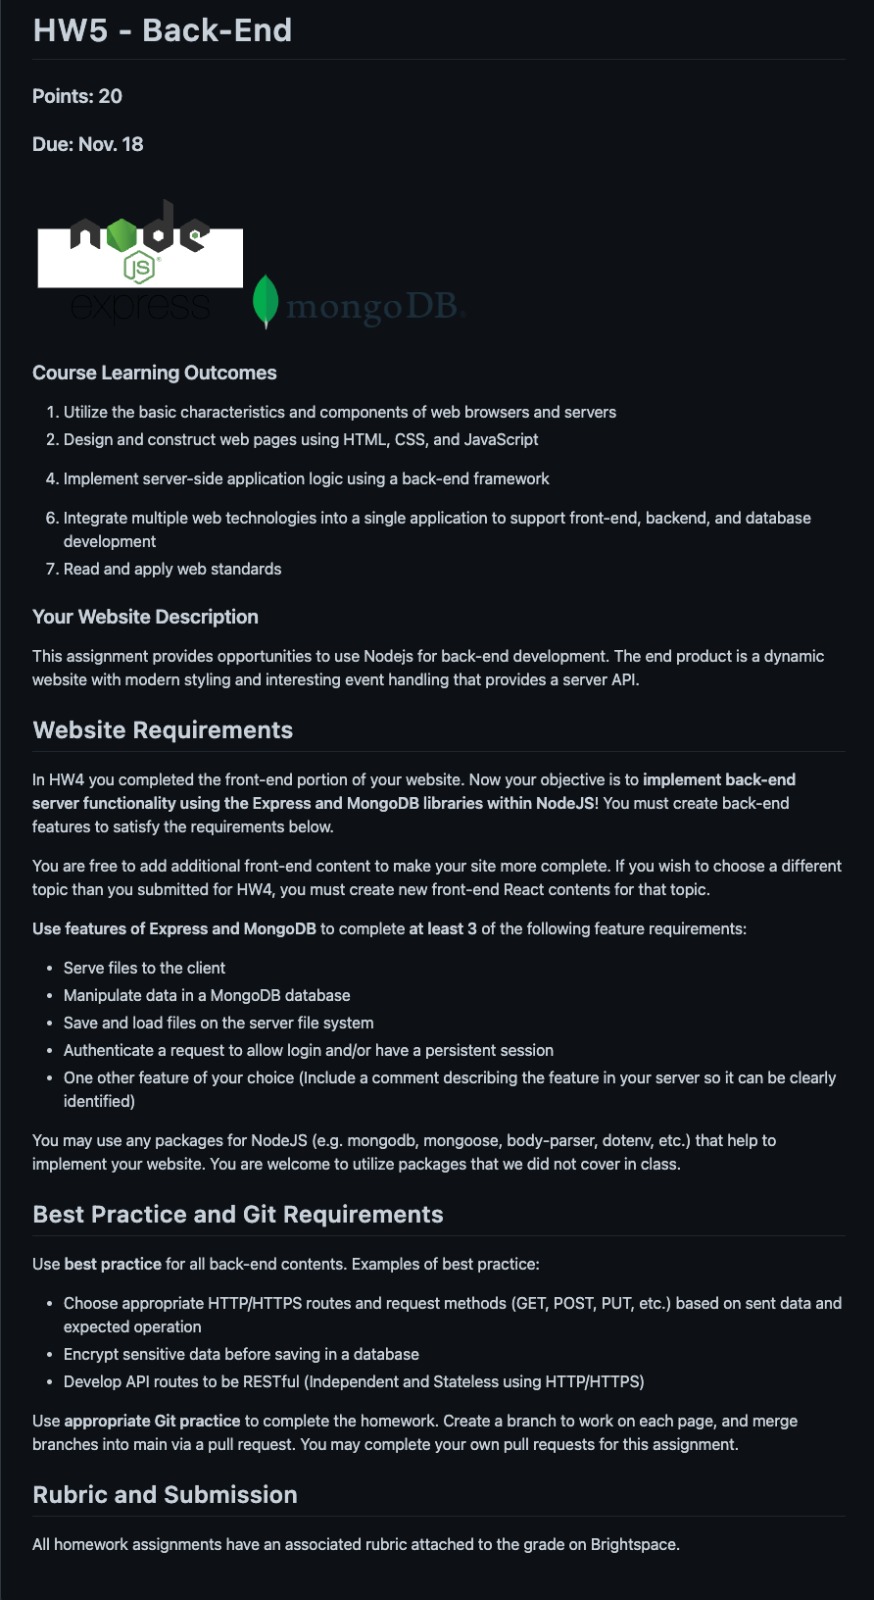 HW5 - Back-End
Points: 20
Due: Nov. 18
node
JS
express
mongoDB
Course Learning Outcomes
1. Utilize the basic characteristics and components of web browsers and servers
2. Design and construct web pages using HTML, CSS, and JavaScript
4. Implement server-side application logic using a back-end framework
6. Integrate multiple web technologies into a single application to support front-end, backend, and database
development
7. Read and apply web standards
Your Website Description
This assignment provides opportunities to use Nodejs for back-end development. The end product is a dynamic
website with modern styling and interesting event handling that provides a server API.
Website Requirements
In HW4 you completed the front-end portion of your website. Now your objective is to implement back-end
server functionality using the Express and MongoDB libraries within NodeJS! You must create back-end
features to satisfy the requirements below.
You are free to add additional front-end content to make your site more complete. If you wish to choose a different
topic than you submitted for HW4, you must create new front-end React contents for that topic.
Use features of Express and MongoDB to complete at least 3 of the following feature requirements:
• Serve files to the client
• Manipulate data in a MongoDB database
• Save and load files on the server file system
• Authenticate a request to allow login and/or have a persistent session
• One other feature of your choice (Include a comment describing the feature in your server so it can be clearly
identified)
You may use any packages for NodeJS (e.g. mongodb, mongoose, body-parser, dotenv, etc.) that help to
implement your website. You are welcome to utilize packages that we did not cover in class.
Best Practice and Git Requirements
Use best practice for all back-end contents. Examples of best practice:
• Choose appropriate HTTP/HTTPS routes and request methods (GET, POST, PUT, etc.) based on sent data and
expected operation
• Encrypt sensitive data before saving in a database
• Develop API routes to be RESTful (Independent and Stateless using HTTP/HTTPS)
Use appropriate Git practice to complete the homework. Create a branch to work on each page, and merge
branches into main via a pull request. You may complete your own pull requests for this assignment.
Rubric and Submission
All homework assignments have an associated rubric attached to the grade on Brightspace.